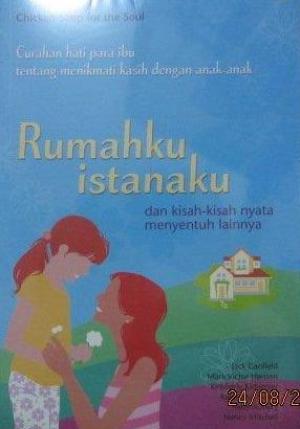 Chicken Soup for the Soul
Curahan hati para ibu
tentang menikmati kasih dengan anak-anak
Rumahku
istanaku
dan kisah-kisah nyata
menyentuh lainnya
Jack Canfield
Mark Victor Hansen
Nancy Mitchell
24/08/2